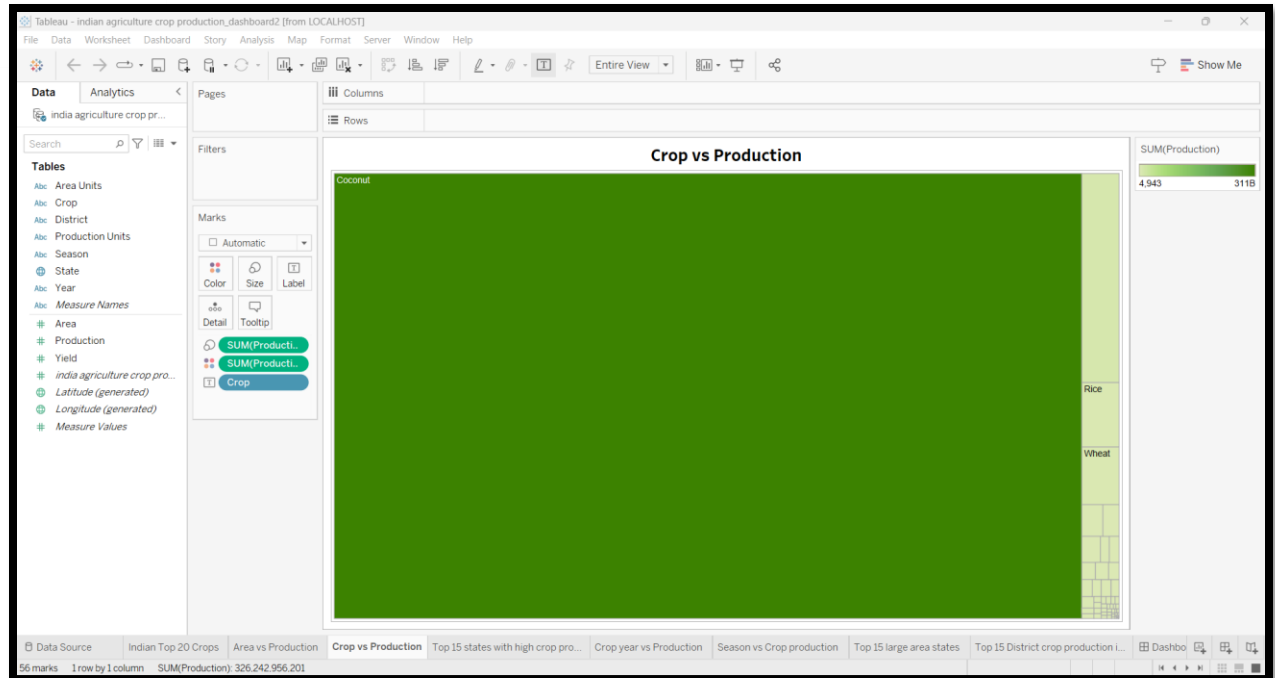 Tableau - indian agriculture crop production_dashboard2 [from LOCALHOST]
File Data Worksheet Dashboard Story Analysis Map Format Server Window Help
Entire View
Show Me
Data Analytics
india agriculture crop pr...
Search
Tables
Abc Area Units
Abc Crop
Abc District
Abc Production Units
Abc Season
State
Abc Year
Abc Measure Names
# Area
# Production
# Yield
# india agriculture crop pro...
Latitude (generated)
Longitude (generated)
# Measure Values
Pages
Filters
Marks
Automatic
Color Size Label
Detail Tooltip
SUM(Producti..
SUM(Producti..
Crop
Columns
Rows
Crop vs Production
Coconut
Rice
Wheat
SUM(Production)
4,943 311B
Data Source Indian Top 20 Crops Area vs Production Crop vs Production Top 15 states with high crop pro... Crop year vs Production Season vs Crop production Top 15 large area states Top 15 District crop production i... Dashbo
56 marks 1 row by 1 column SUM(Production): 326,242,956,201